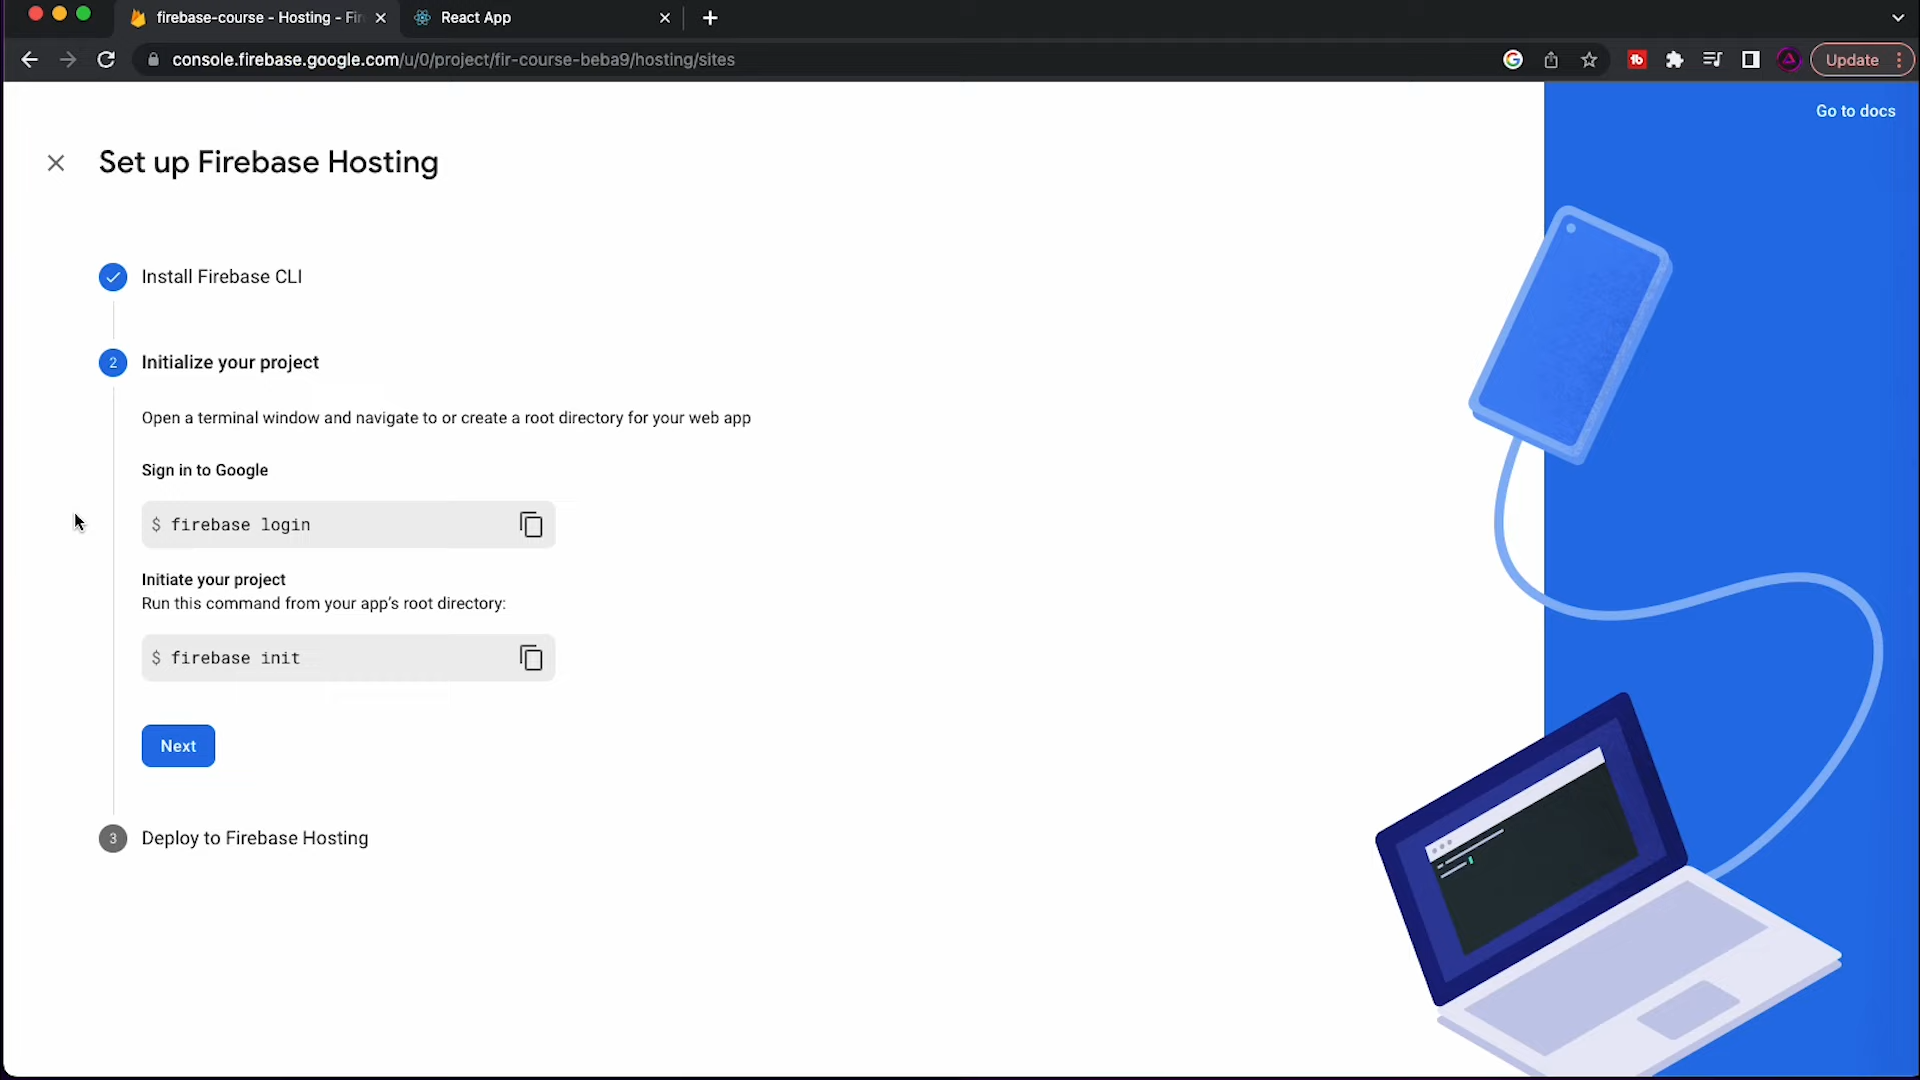 firebase-course - Hosting - Fi
React App
console.firebase.google.com/u/0/project/fir-course-beba9/hosting/sites
Update
Go to docs
Set up Firebase Hosting
Install Firebase CLI
2 Initialize your project
Open a terminal window and navigate to or create a root directory for your web app
Sign in to Google
$ firebase login
Initiate your project
Run this command from your app's root directory:
$ firebase init
Next
3 Deploy to Firebase Hosting